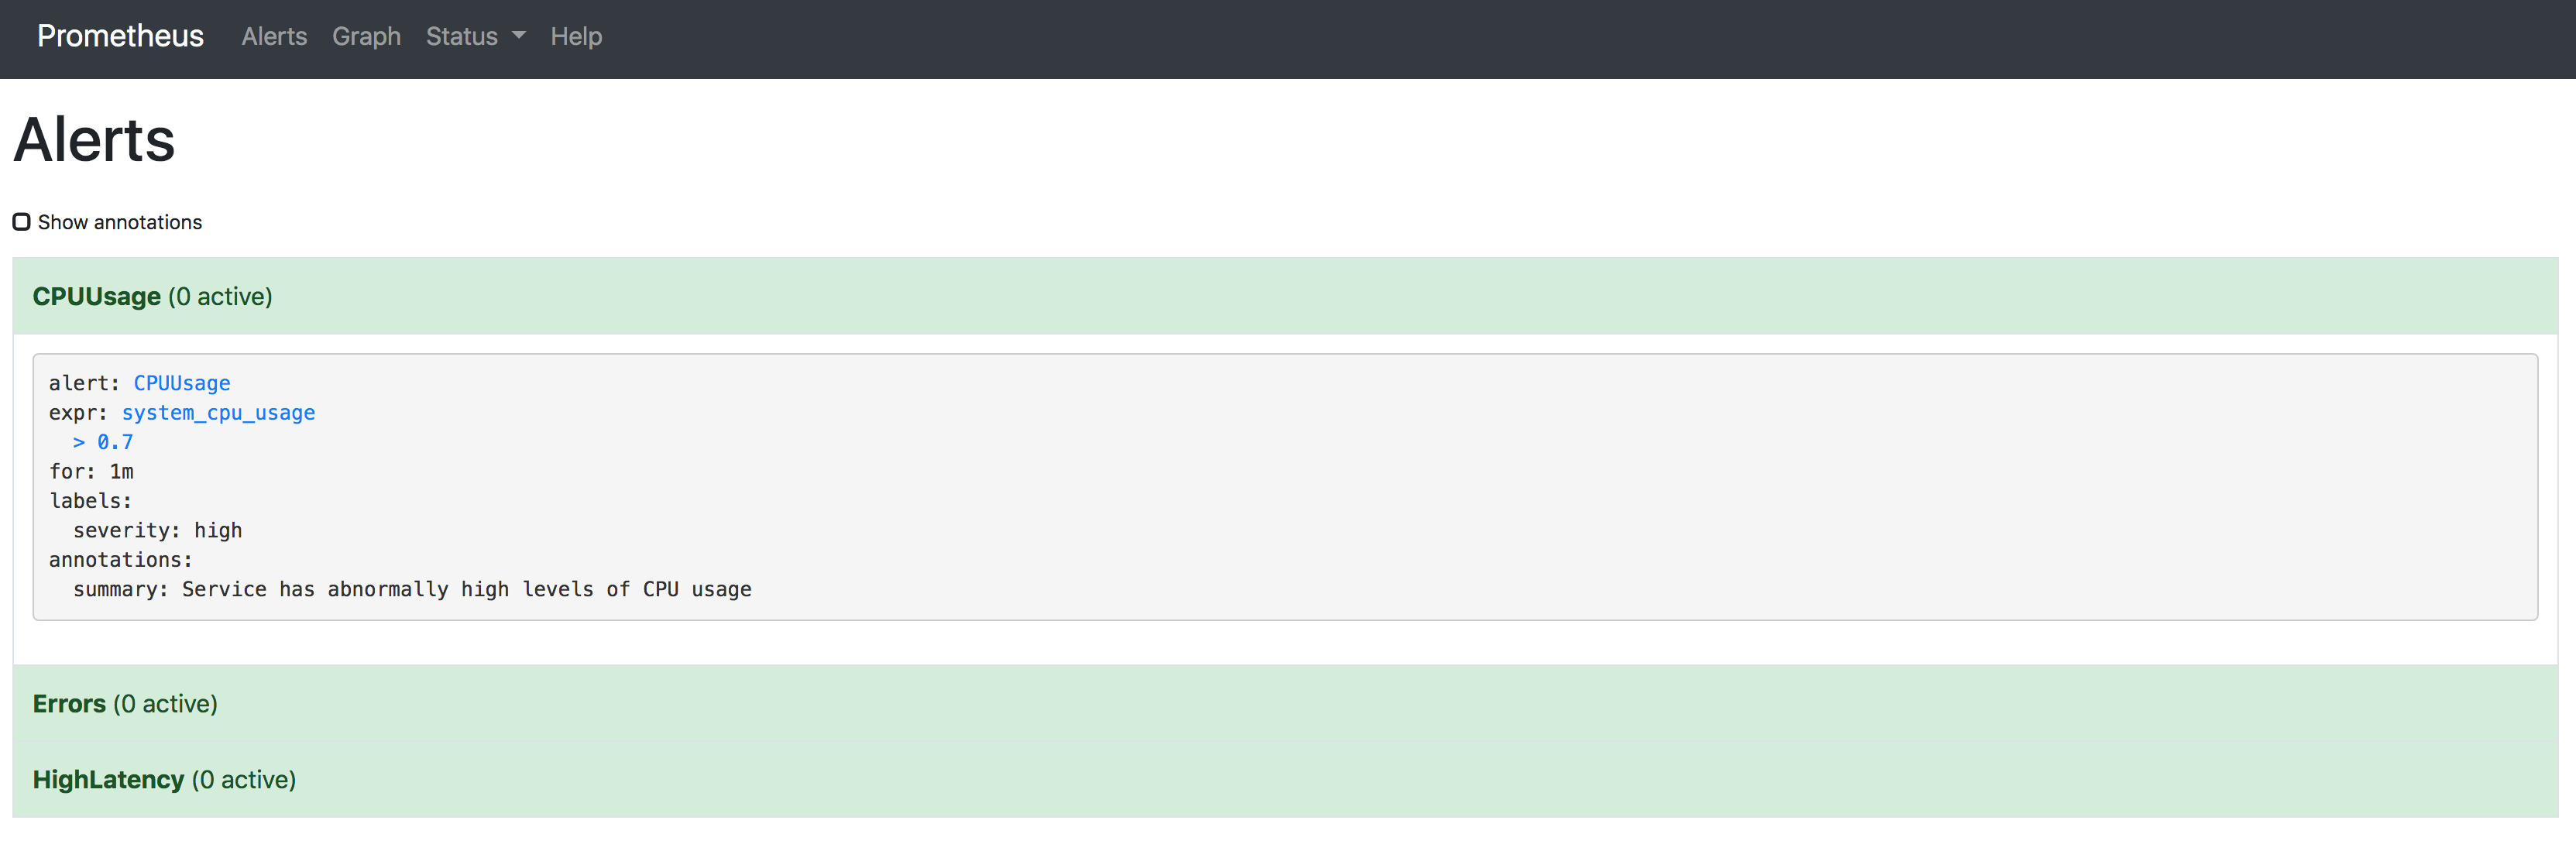 Prometheus Alerts Graph Status Help
Alerts
Show annotations
CPUUsage (0 active)
alert: CPUUsage
expr: system_cpu_usage
  > 0.7
for: 1m
labels:
  severity: high
annotations:
  summary: Service has abnormally high levels of CPU usage
Errors (0 active)
HighLatency (0 active)